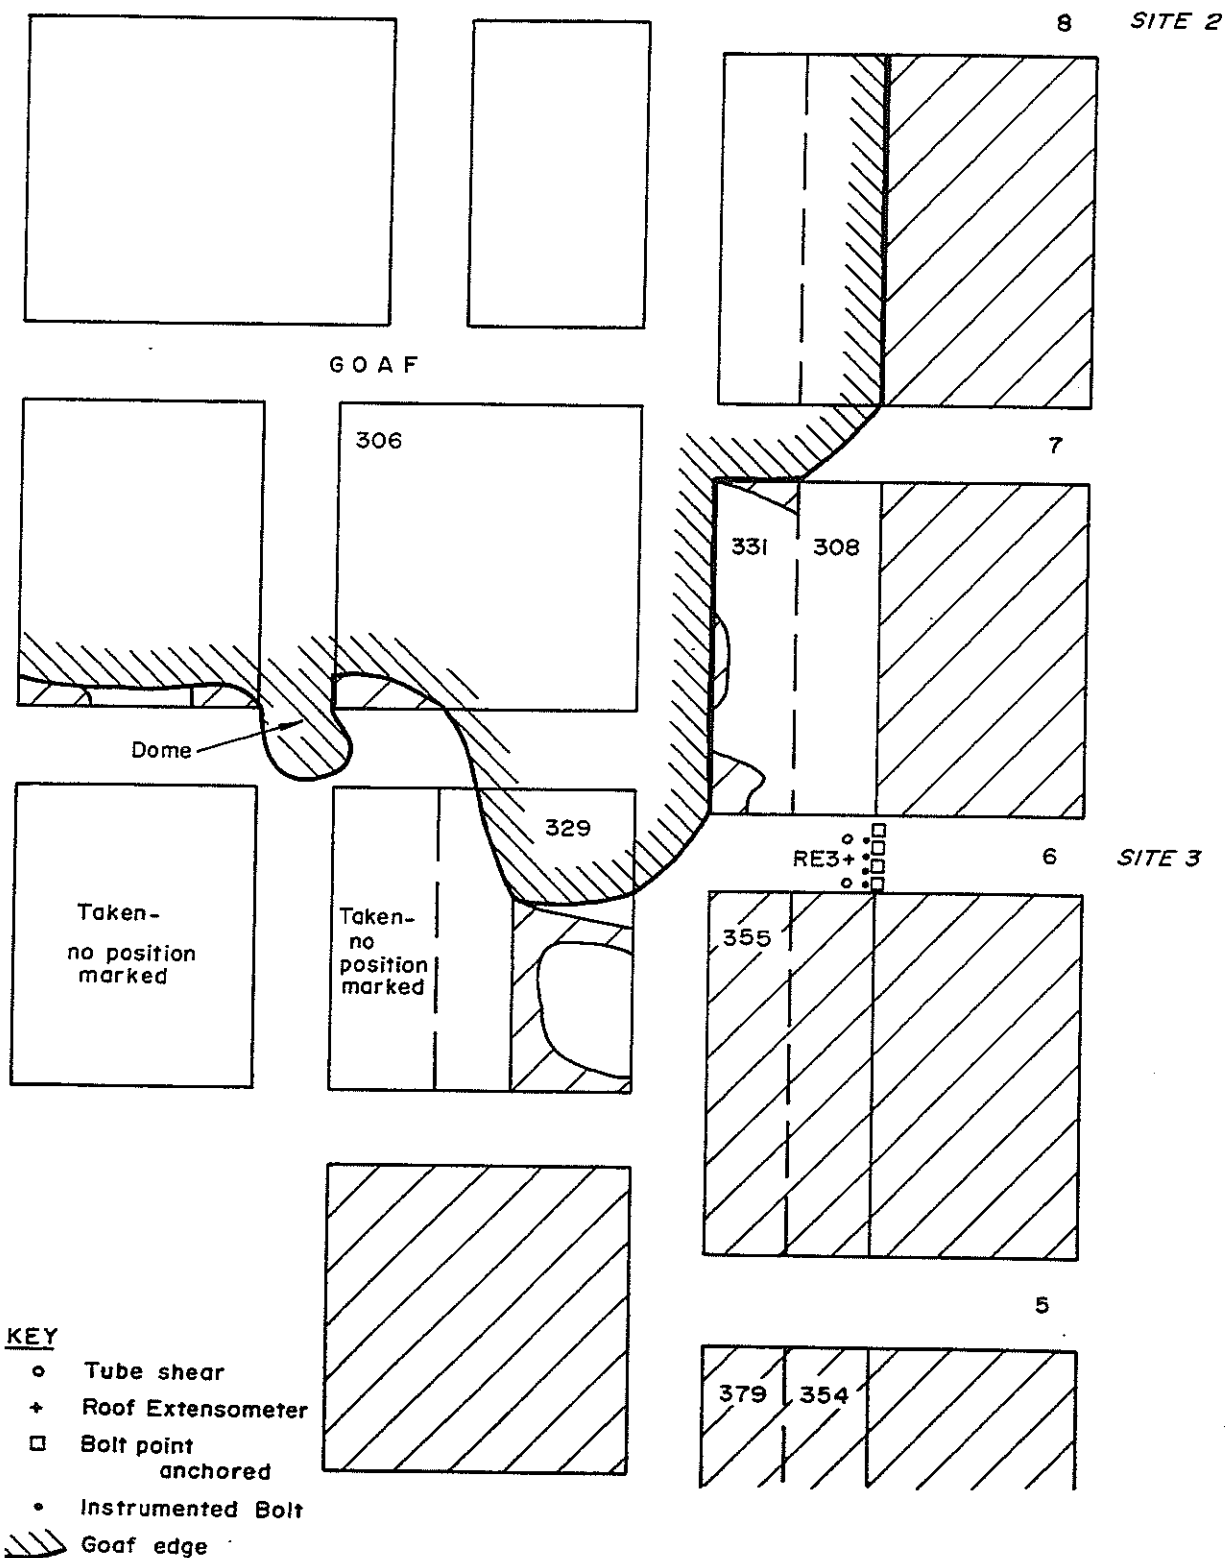 8 SITE 2
GOAF
306
7
331 308
Dome
329
RE3
6 SITE 3
Taken-
no position
marked
Taken-
no
position
marked
355
5
KEY
Tube shear
Roof Extensometer
379 354
Bolt point
anchored
Instrumented Bolt
Goaf edge